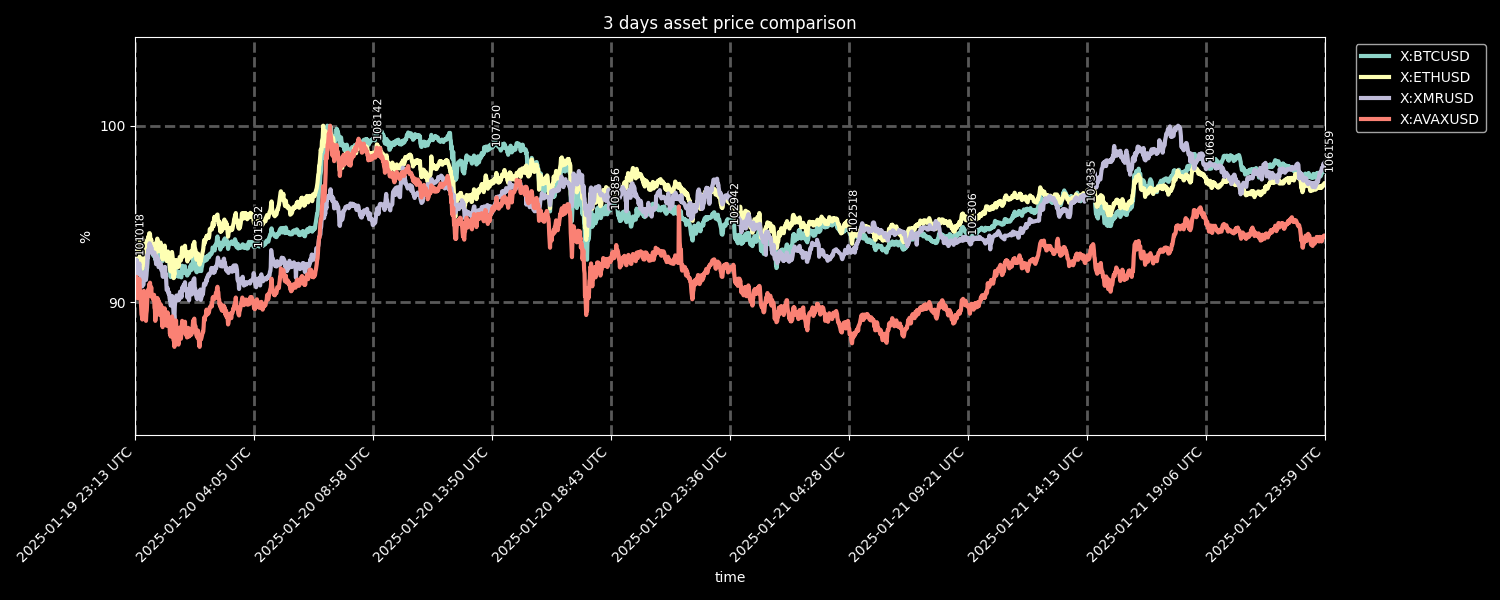 3 days asset price comparison
X:BTCUSD
X:ETHUSD
X:XMRUSD
X:AVAXUSD
%
100
90
101018
101532
108142
107750
103856
102942
102518
102306
104335
106832
106159
2025-01-19 23:13 UTC
2025-01-20 04:05 UTC
2025-01-20 08:58 UTC
2025-01-20 13:50 UTC
2025-01-20 18:43 UTC
2025-01-20 23:36 UTC
2025-01-21 04:28 UTC
2025-01-21 09:21 UTC
2025-01-21 14:13 UTC
2025-01-21 19:06 UTC
2025-01-21 23:59 UTC
time